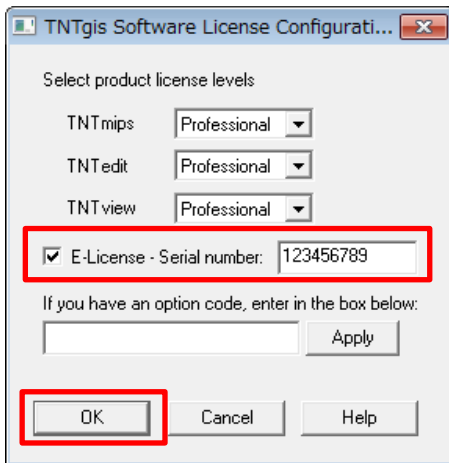 TNTgis Software License Configurati...
Select product license levels
TNTmips Professional
TNTedit Professional
TNTview Professional
E-License - Serial number: 123456789
If you have an option code, enter in the box below:
Apply
OK Cancel Help